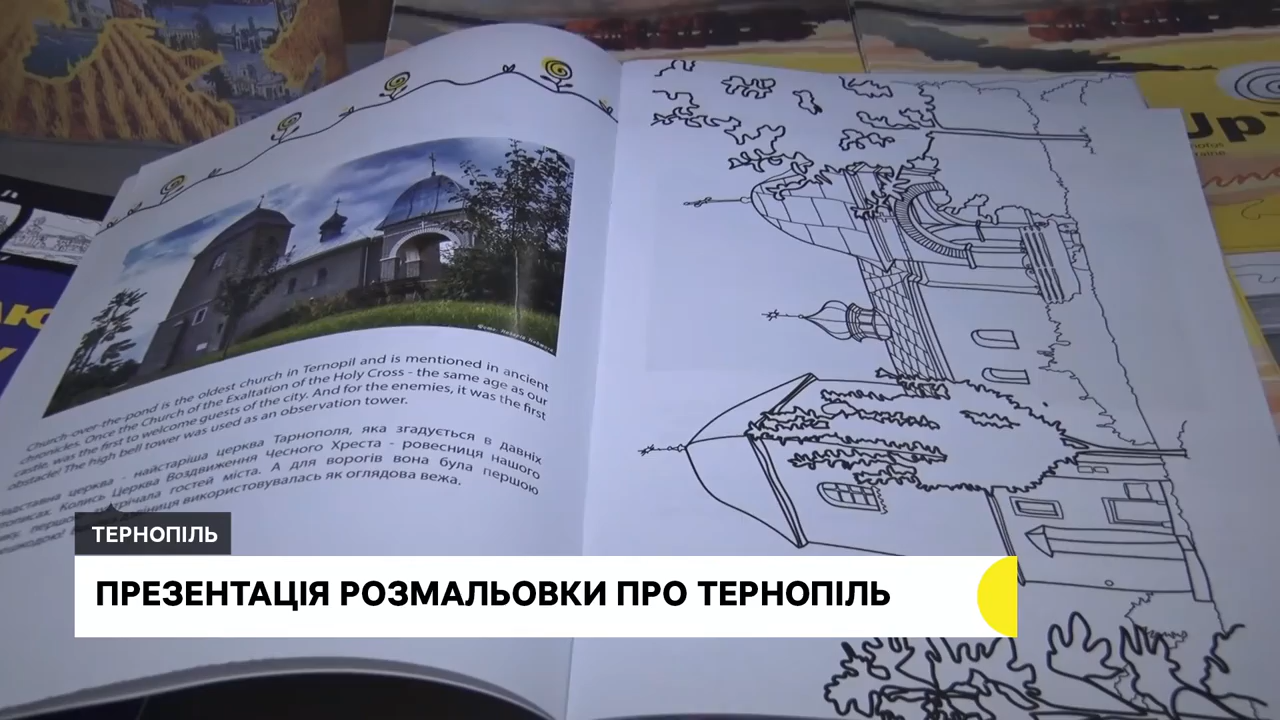 Church-over-the-pond is the oldest church in Ternopil and is mentioned in ancient
chronicles. Once the Church of the Exaltation of the Holy Cross - the same age as our
castle, was the first to welcome guests of the city. And for the enemies, it was the first
obstacle! The high bell tower was used as an observation tower.
церква - найстаріша церква Тарнополя, яка згадується в давніх
Колись Церква Воздвиження Чесного Хреста - ровесниця нашого
гостей міста. А для ворогів вона була першою
використовувалась як оглядова вежа.
ТЕРНОПІЛЬ
ПРЕЗЕНТАЦІЯ РОЗМАЛЬОВКИ ПРО ТЕРНОПІЛЬ